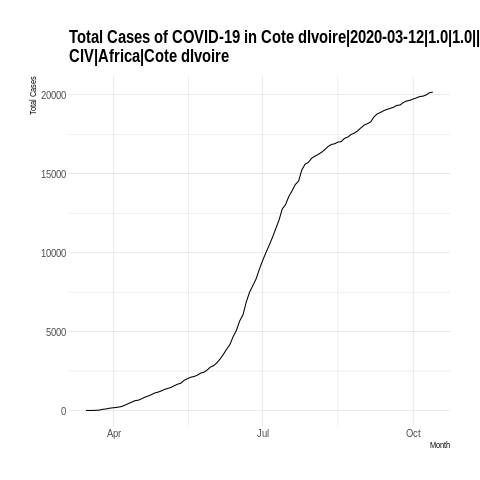 Total Cases of COVID-19 in Cote dIvoire|2020-03-12|1.0|1.0||
CIV|Africa|Cote dIvoire
Total Cases
20000
15000
10000
5000
0
Apr
Jul
Oct
Month